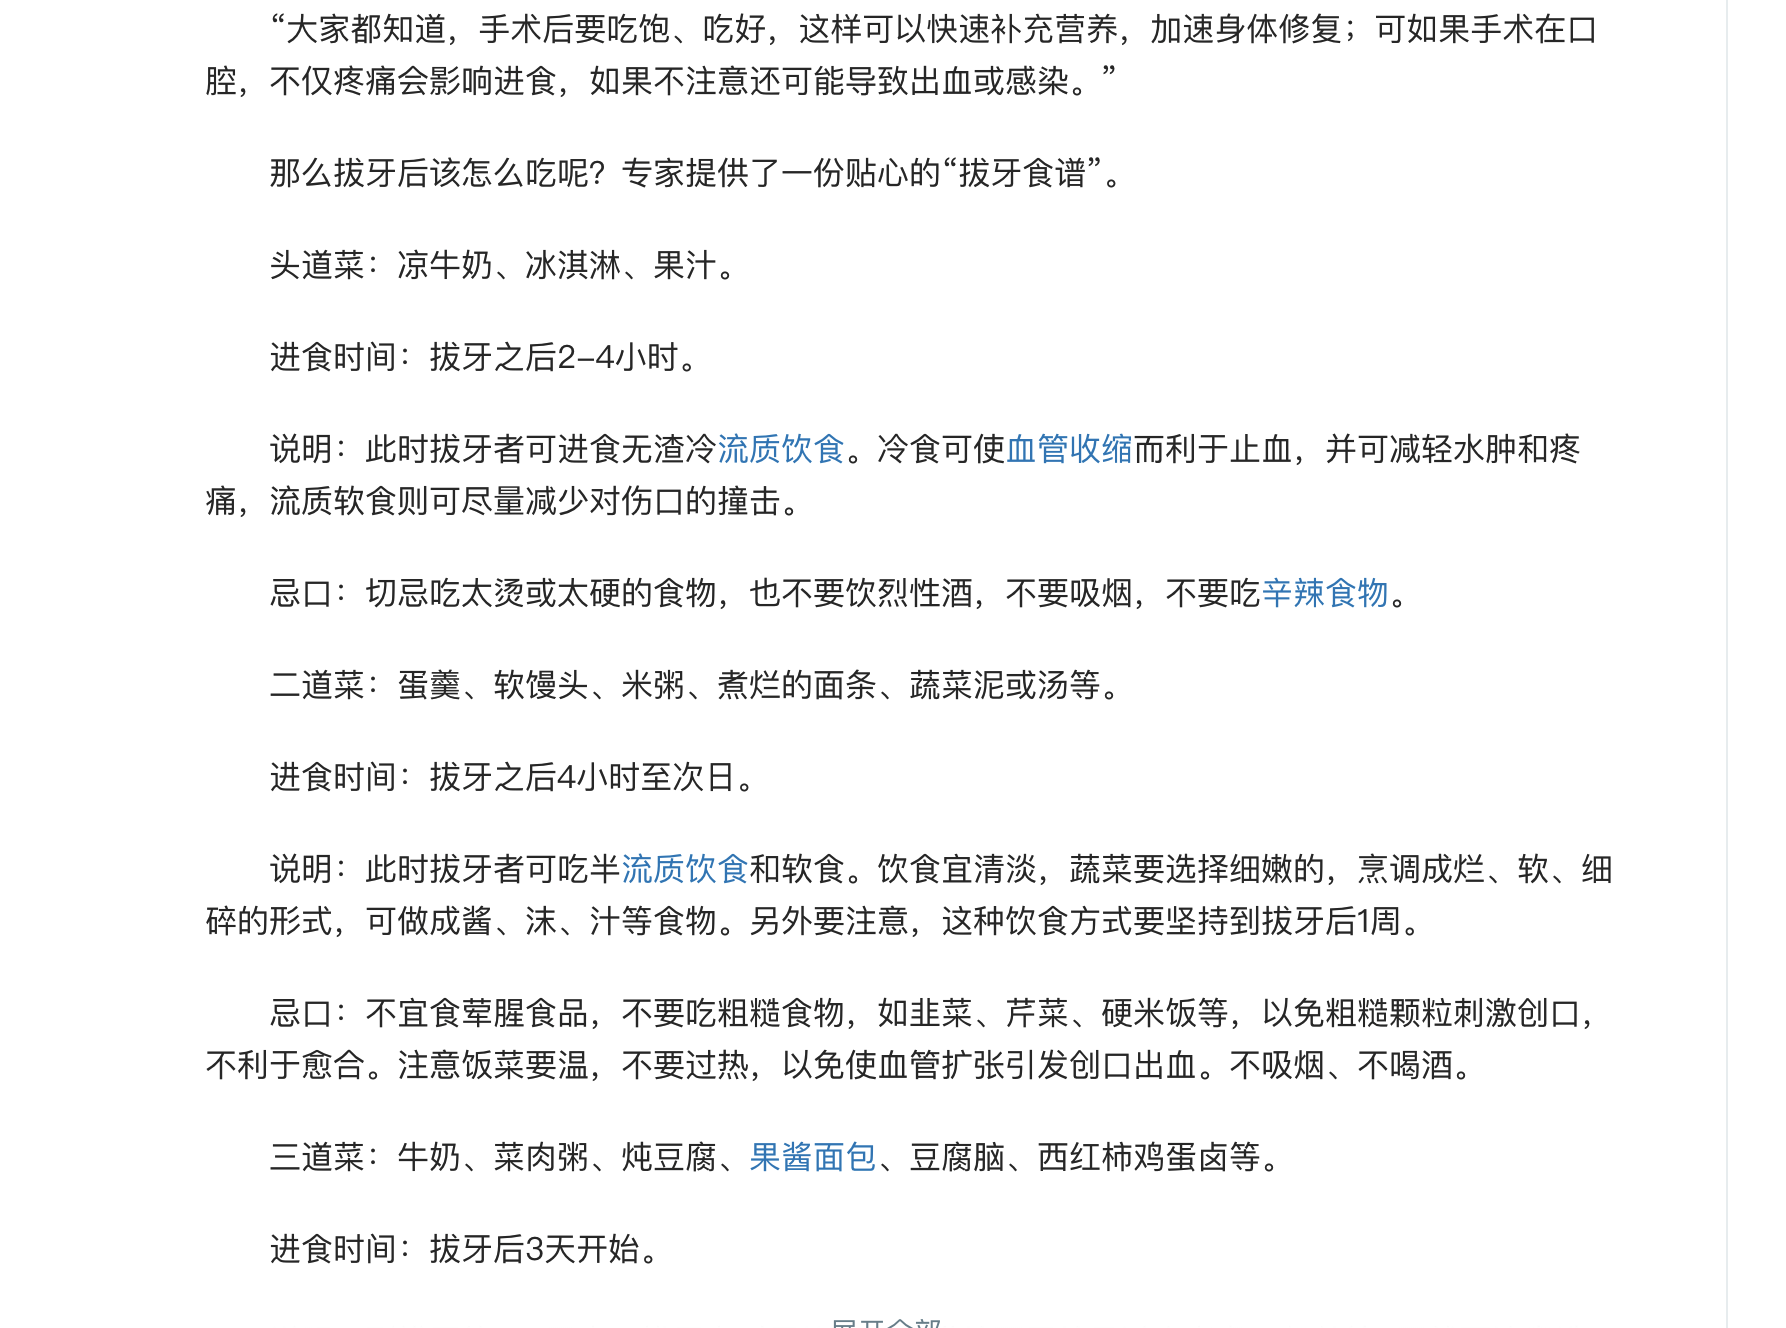 “大家都知道，手术后要吃饱、吃好，这样可以快速补充营养，加速身体修复；可如果手术在口
腔，不仅疼痛会影响进食，如果不注意还可能导致出血或感染。”
那么拔牙后该怎么吃呢？专家提供了一份贴心的“拔牙食谱”。
头道菜：凉牛奶、冰淇淋、果汁。
进食时间：拔牙之后2-4小时。
说明：此时拔牙者可进食无渣冷流质饮食。冷食可使血管收缩而利于止血，并可减轻水肿和疼
痛，流质软食则可尽量减少对伤口的撞击。
忌口：切忌吃太烫或太硬的食物，也不要饮烈性酒，不要吸烟，不要吃辛辣食物。
二道菜：蛋羹、软馒头、米粥、煮烂的面条、蔬菜泥或汤等。
进食时间：拔牙之后4小时至次日。
说明：此时拔牙者可吃半流质饮食和软食。饮食宜清淡，蔬菜要选择细嫩的，烹调成烂、软、细
碎的形式，可做成酱、沫、汁等食物。另外要注意，这种饮食方式要坚持到拔牙后1周。
忌口：不宜食荤腥食品，不要吃粗糙食物，如韭菜、芹菜、硬米饭等，以免粗糙颗粒刺激创口，
不利于愈合。注意饭菜要温，不要过热，以免使血管扩张引发创口出血。不吸烟、不喝酒。
三道菜：牛奶、菜肉粥、炖豆腐、果酱面包、豆腐脑、西红柿鸡蛋卤等。
进食时间：拔牙后3天开始。
展开全部